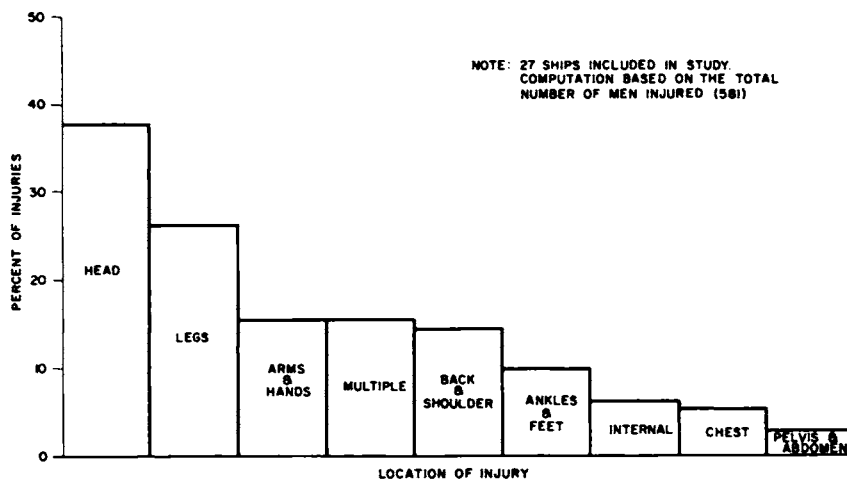 50
NOTE: 27 SHIPS INCLUDED IN STUDY.
COMPUTATION BASED ON THE TOTAL
NUMBER OF MEN INJURED (581)
40
30
20
10
0
PERCENT OF INJURIES
HEAD
LEGS
ARMS
&
HANDS
MULTIPLE
BACK
&
SHOULDER
ANKLES
&
FEET
INTERNAL
CHEST
PELVIS &
ABDOMEN
LOCATION OF INJURY